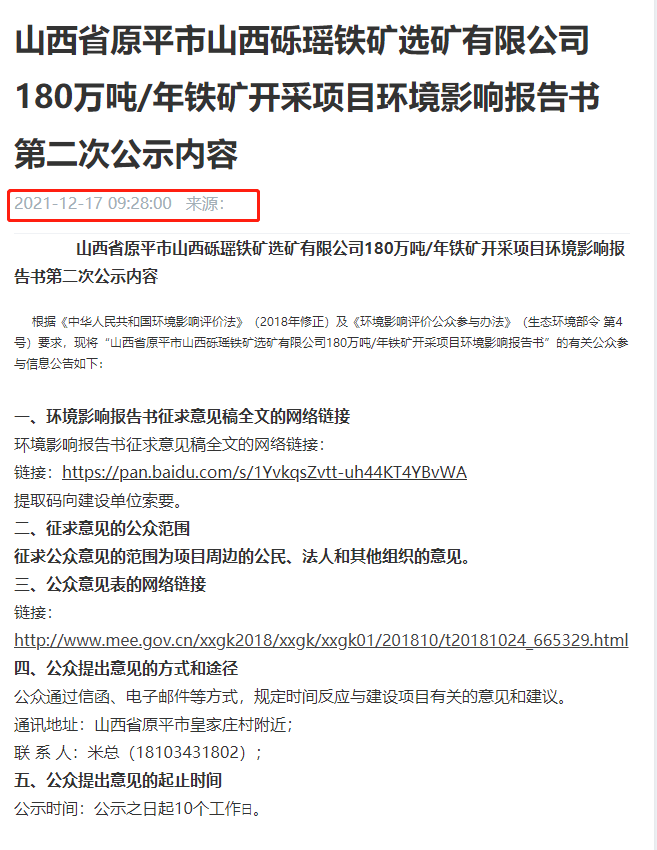 山西省原平市山西砾瑶铁矿选矿有限公司
180万吨/年铁矿开采项目环境影响报告书
第二次公示内容
2021-12-17 09:28:00 来源：
山西省原平市山西砾瑶铁矿选矿有限公司180万吨/年铁矿开采项目环境影响报
告书第二次公示内容
根据《中华人民共和国环境影响评价法》（2018年修正）及《环境影响评价公众参与办法》（生态环境部令 第4
号）要求，现将“山西省原平市山西砾瑶铁矿选矿有限公司180万吨/年铁矿开采项目环境影响报告书”的有关公众参
与信息公告如下：
一、环境影响报告书征求意见稿全文的网络链接
环境影响报告书征求意见稿全文的网络链接：
链接：https://pan.baidu.com/s/1YvkqsZvtt-uh44KT4YBvWA
提取码向建设单位索要。
二、征求意见的公众范围
征求公众意见的范围为项目周边的公民、法人和其他组织的意见。
三、公众意见表的网络链接
链接：
http://www.mee.gov.cn/xxgk2018/xxgk/xxgk01/201810/t20181024_665329.html
四、公众提出意见的方式和途径
公众通过信函、电子邮件等方式，规定时间反应与建设项目有关的意见和建议。
通讯地址：山西省原平市皇家庄村附近；
联 系 人：米总（18103431802）；
五、公众提出意见的起止时间
公示时间：公示之日起10个工作日。